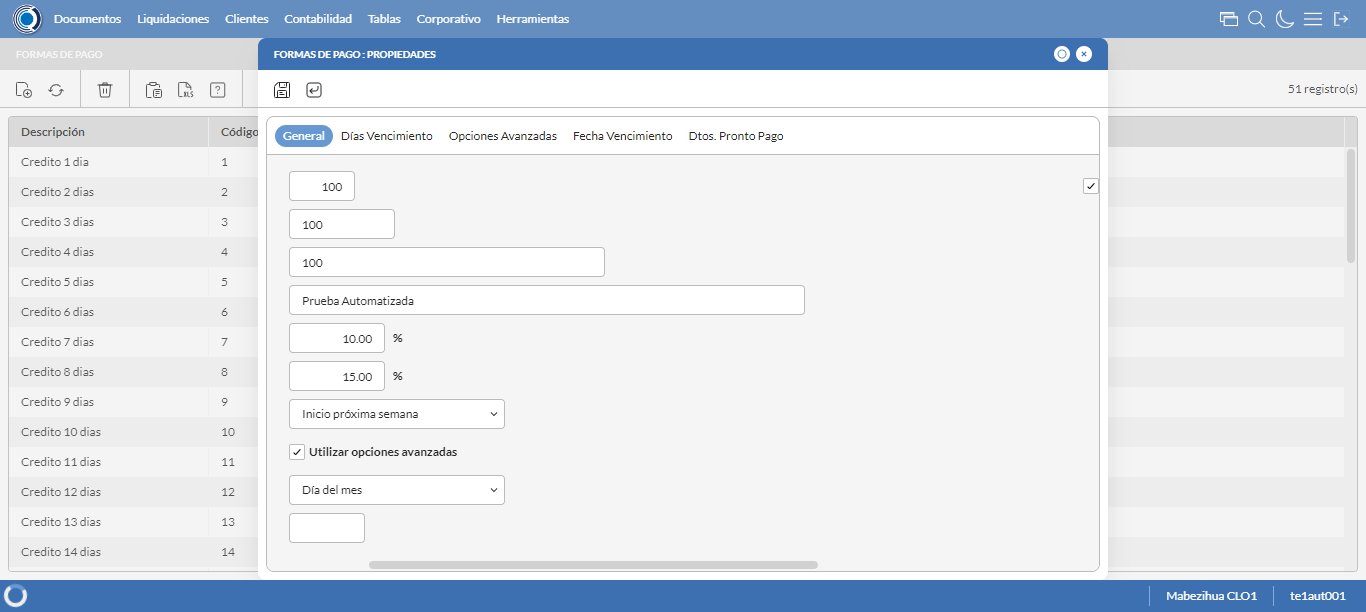 Documentos Liquidaciones Clientes Contabilidad Tablas Corporativo Herramientas
FORMAS DE PAGO
FORMAS DE PAGO : PROPIEDADES
XLS ?
51 registro(s)
Descripción Código
General Días Vencimiento Opciones Avanzadas Fecha Vencimiento Dtos. Pronto Pago
Credito 1 dia 1
Credito 2 dias 2
Credito 3 dias 3
Credito 4 dias 4
Credito 5 dias 5
Credito 6 dias 6
Credito 7 dias 7
Credito 8 dias 8
Credito 9 dias 9
Credito 10 dias 10
Credito 11 dias 11
Credito 12 dias 12
Credito 13 dias 13
Credito 14 dias 14
100
100
100
Prueba Automatizada
10.00 %
15.00 %
Inicio próxima semana
Utilizar opciones avanzadas
Día del mes
Mabezihua CLO1 te1aut001